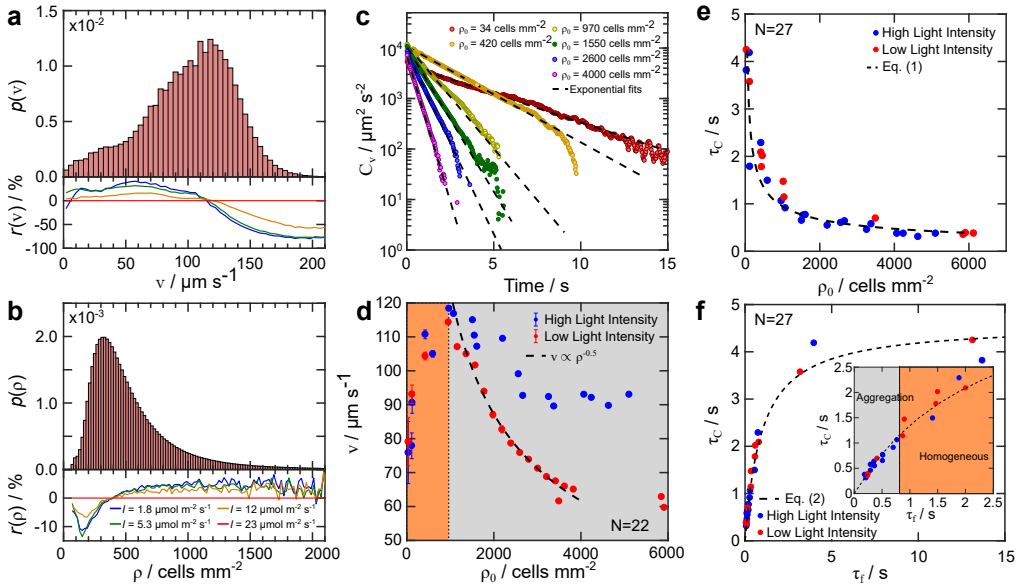 a
x10⁻²
1.5
1.0
0.5
0.0
p(v)
0
-50
-100
r(v) / %
0
50
100
150
200
v / µm s⁻¹
b
x10⁻³
2.0
1.0
0.0
p(ρ)
10
0
-10
r(ρ) / %
I = 1.8 µmol m⁻² s⁻¹
I = 12 µmol m⁻² s⁻¹
I = 5.3 µmol m⁻² s⁻¹
I = 23 µmol m⁻² s⁻¹
0
500
1000
1500
2000
ρ / cells mm⁻²
c
ρ₀ = 34 cells mm⁻²
ρ₀ = 970 cells mm⁻²
ρ₀ = 420 cells mm⁻²
ρ₀ = 1550 cells mm⁻²
ρ₀ = 2600 cells mm⁻²
ρ₀ = 4000 cells mm⁻²
Exponential fits
10⁴
10³
10²
10¹
10⁰
Cᵥ / µm² s⁻²
0
5
10
15
Time / s
d
120
110
100
90
80
70
60
v / µm s⁻¹
High Light Intensity
Low Light Intensity
v ∝ ρ⁻⁰·⁵
N=22
0
2000
4000
6000
ρ₀ / cells mm⁻²
e
N=27
High Light Intensity
Low Light Intensity
Eq. (1)
5
4
3
2
1
0
τ_C / s
0
2000
4000
6000
ρ₀ / cells mm⁻²
f
N=27
5
4
3
2
1
0
τ_C / s
2.5
2.0
1.5
1.0
0.5
0
τ_C / s
Aggregation
Homogeneous
0
0.5
1.0
1.5
2.0
2.5
τ_f / s
Eq. (2)
High Light Intensity
Low Light Intensity
0
5
10
15
τ_f / s